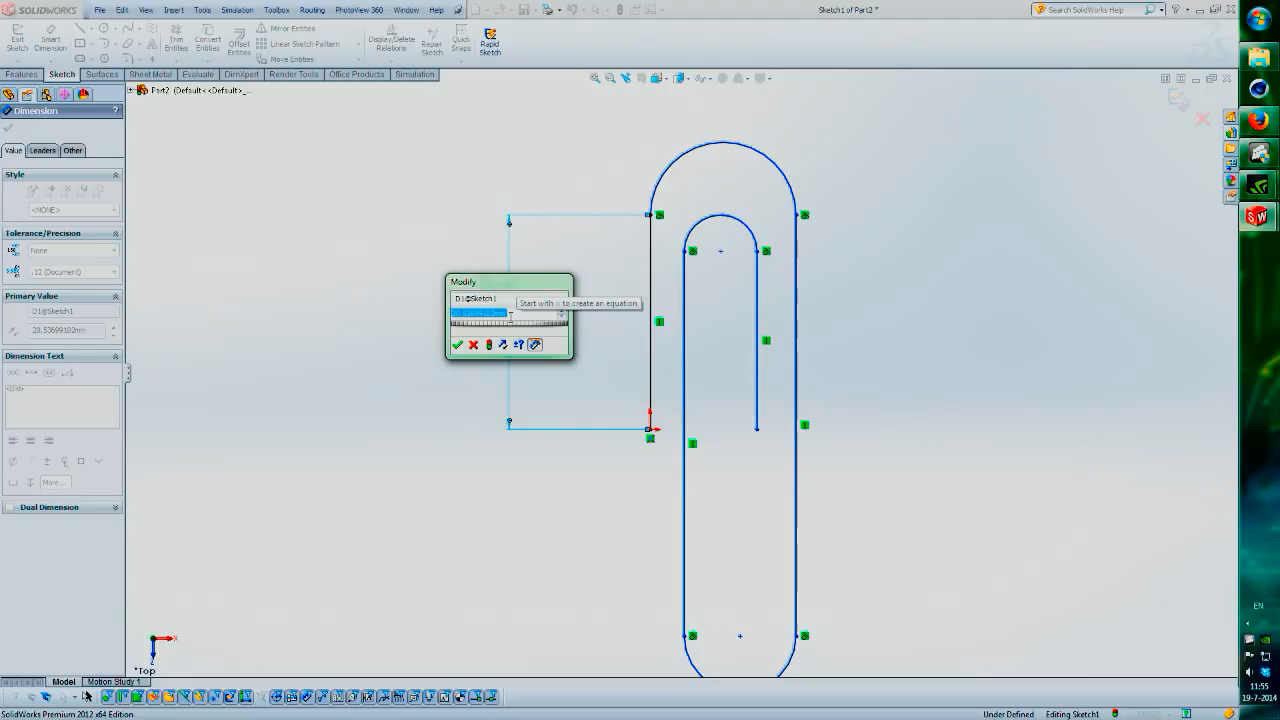 SOLIDWORKS File Edit View Insert Tools Simulation Toolbox Routing PhotoView 360 Window Help Sketch1 of Part2 * Search SolidWorks Help
Exit Sketch
Smart Dimension
Trim Entities
Convert Entities
Offset Entities
Mirror Entities
Linear Sketch Pattern
Move Entities
Display/Delete Relations
Repair Sketch
Quick Snaps
Rapid Sketch
Features Sketch Surfaces Sheet Metal Evaluate DimXpert Render Tools Office Products Simulation
Part2 (Default<<Default>_...
Dimension ?
Value Leaders Other
Style
<NONE>
Tolerance/Precision
None
.12 (Document)
Primary Value
D1@Sketch1
20.53699102mm
Dimension Text
<DIM>
More...
Dual Dimension
Modify
D1@Sketch1
20.53699102mm
Start with = to create an equation
X
Z
*Top
Model Motion Study 1
SolidWorks Premium 2012 x64 Edition
Under Defined Editing Sketch1
EN
11:55
19-7-2014